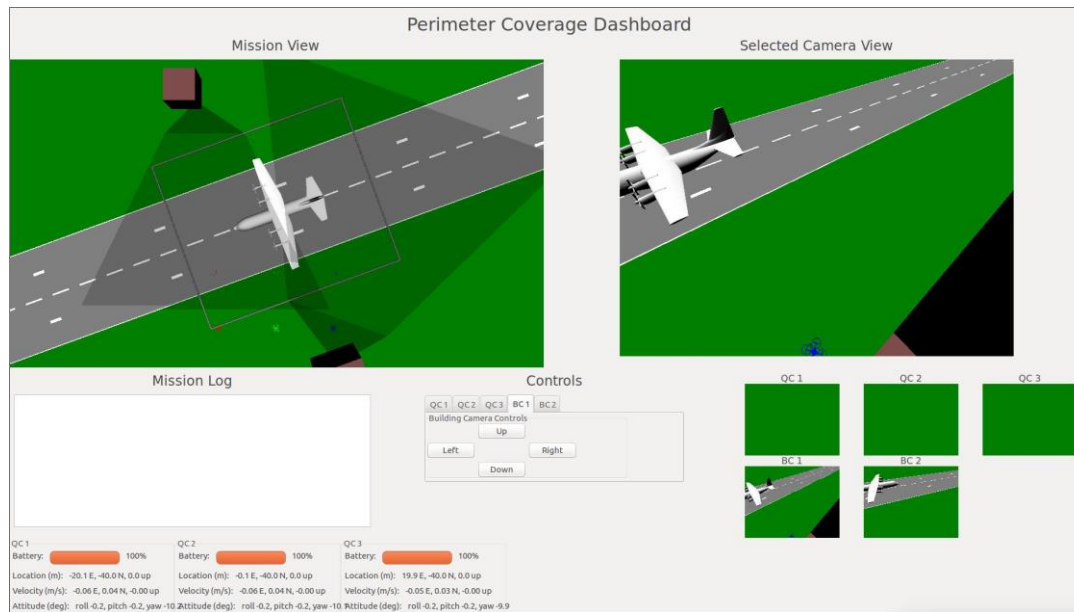 Perimeter Coverage Dashboard
Mission View
Selected Camera View
Mission Log
Controls
QC 1 QC 2 QC 3 BC 1 BC 2
Building Camera Controls
Up
Left Right
Down
QC 1 QC 2 QC 3
BC 1 BC 2
QC 1
Battery: 100%
Location (m): -20.1 E, -40.0 N, 0.0 up
Velocity (m/s): -0.06 E, 0.04 N, -0.00 up
Attitude (deg): roll -0.2, pitch -0.2, yaw -10.2
QC 2
Battery: 100%
Location (m): -0.1 E, -40.0 N, 0.0 up
Velocity (m/s): -0.06 E, 0.04 N, -0.00 up
Attitude (deg): roll -0.2, pitch -0.2, yaw -10.1
QC 3
Battery: 100%
Location (m): 19.9 E, -40.0 N, 0.0 up
Velocity (m/s): -0.05 E, 0.03 N, -0.00 up
Attitude (deg): roll -0.2, pitch -0.2, yaw -9.9